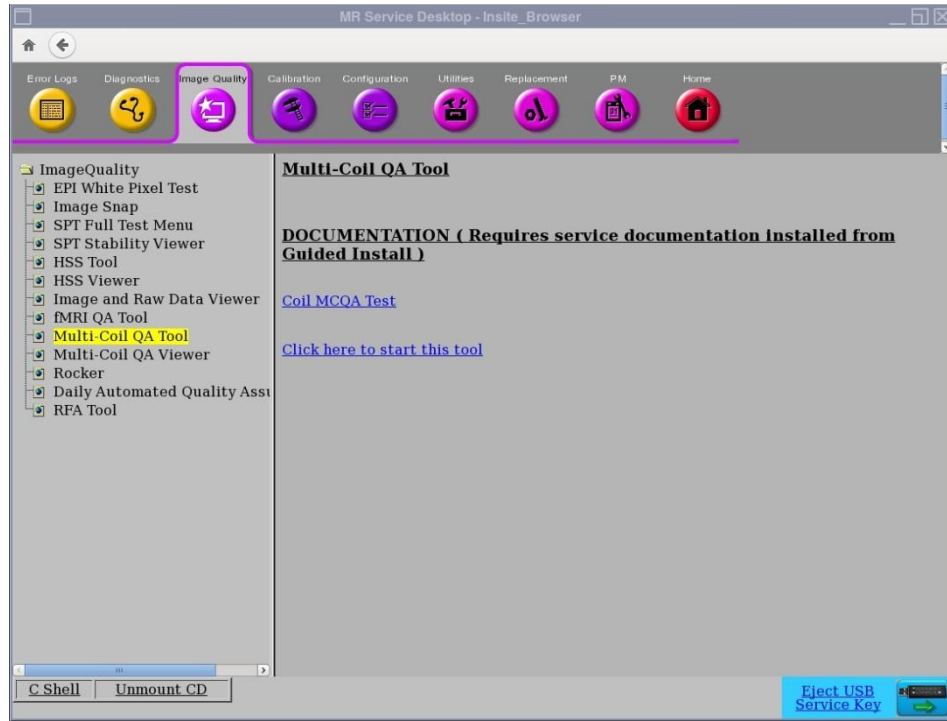 MR Service Desktop - Insite_Browser
Error Logs
Diagnostics
Image Quality
Calibration
Configuration
Utilities
Replacement
PM
Home
ImageQuality
EPI White Pixel Test
Image Snap
SPT Full Test Menu
SPT Stability Viewer
HSS Tool
HSS Viewer
Image and Raw Data Viewer
fMRI QA Tool
Multi-Coil QA Tool
Multi-Coil QA Viewer
Rocker
Daily Automated Quality Assu
RFA Tool
Multi-Coil QA Tool
DOCUMENTATION ( Requires service documentation installed from
Guided Install )
Coil MCQA Test
Click here to start this tool
C Shell
Unmount CD
Eject USB
Service Key